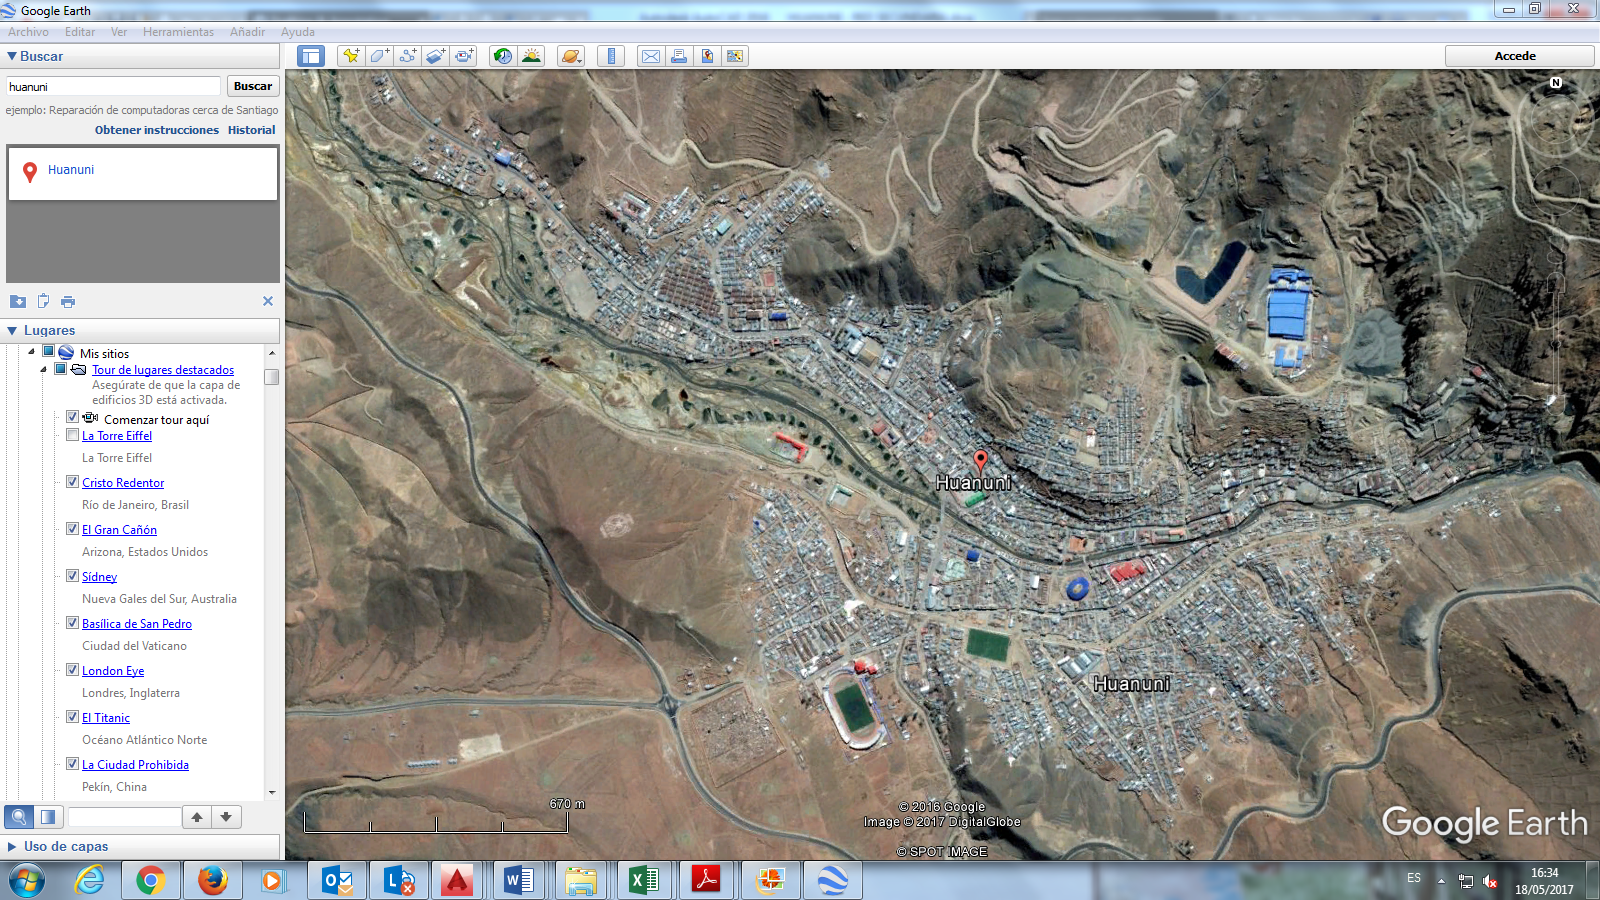 Google Earth
Archivo Editar Ver Herramientas Añadir Ayuda
Buscar
huanuni
Buscar
ejemplo: Reparación de computadoras cerca de Santiago
Obtener instrucciones Historial
Huanuni
Lugares
Mis sitios
Tour de lugares destacados
Asegúrate de que la capa de
edificios 3D está activada.
Comenzar tour aquí
La Torre Eiffel
La Torre Eiffel
Cristo Redentor
Río de Janeiro, Brasil
El Gran Cañón
Arizona, Estados Unidos
Sídney
Nueva Gales del Sur, Australia
Basílica de San Pedro
Ciudad del Vaticano
London Eye
Londres, Inglaterra
El Titanic
Océano Atlántico Norte
La Ciudad Prohibida
Pekín, China
Uso de capas
Accede
N
Huanuni
Huanuni
670 m
© 2016 Google
Image © 2017 DigitalGlobe
© SPOT IMAGE
Google Earth
ES
16:34
18/05/2017